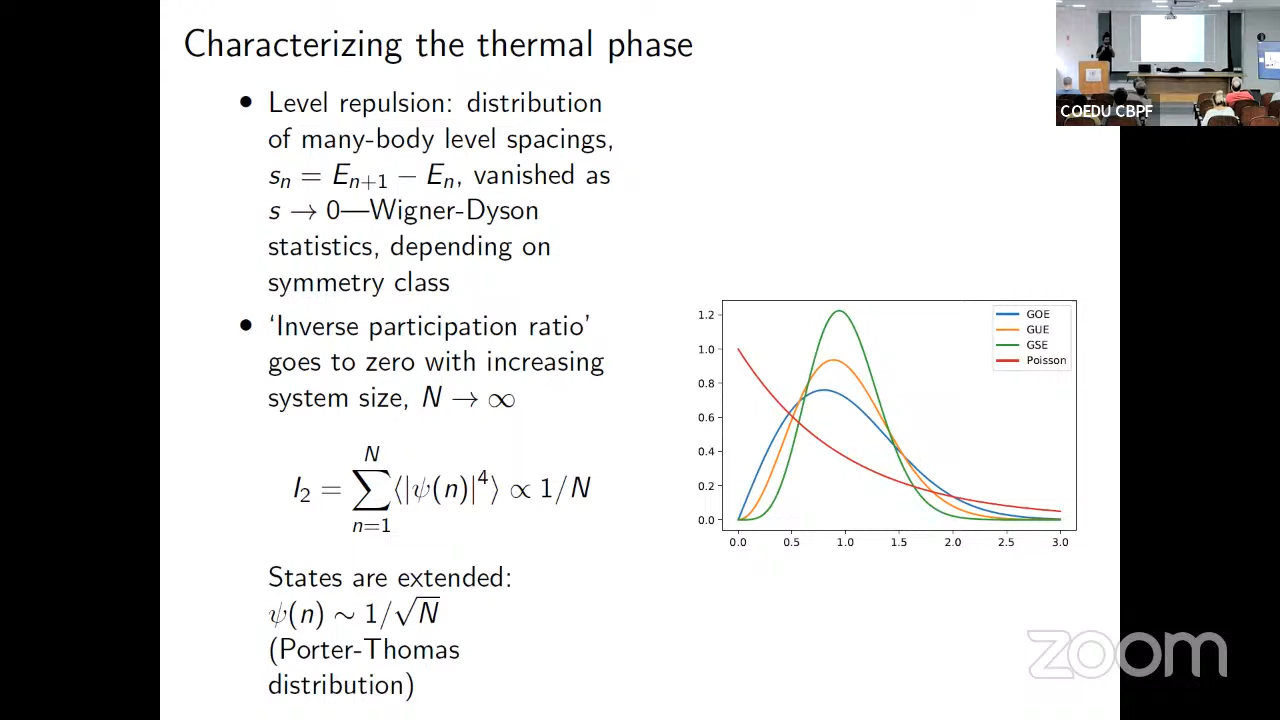 Characterizing the thermal phase
COEDU CBPF
• Level repulsion: distribution
of many-body level spacings,
sₙ = Eₙ₊₁ − Eₙ, vanished as
s → 0—Wigner-Dyson
statistics, depending on
symmetry class
• ‘Inverse participation ratio’
goes to zero with increasing
system size, N → ∞
I₂ = ∑ₙ₌₁ᴺ ⟨|ψ(n)|⁴⟩ ∝ 1/N
States are extended:
ψ(n) ∼ 1/√N
(Porter-Thomas
distribution)
GOE
GUE
GSE
Poisson
1.2
1.0
0.8
0.6
0.4
0.2
0.0
0.0 0.5 1.0 1.5 2.0 2.5 3.0
zoom